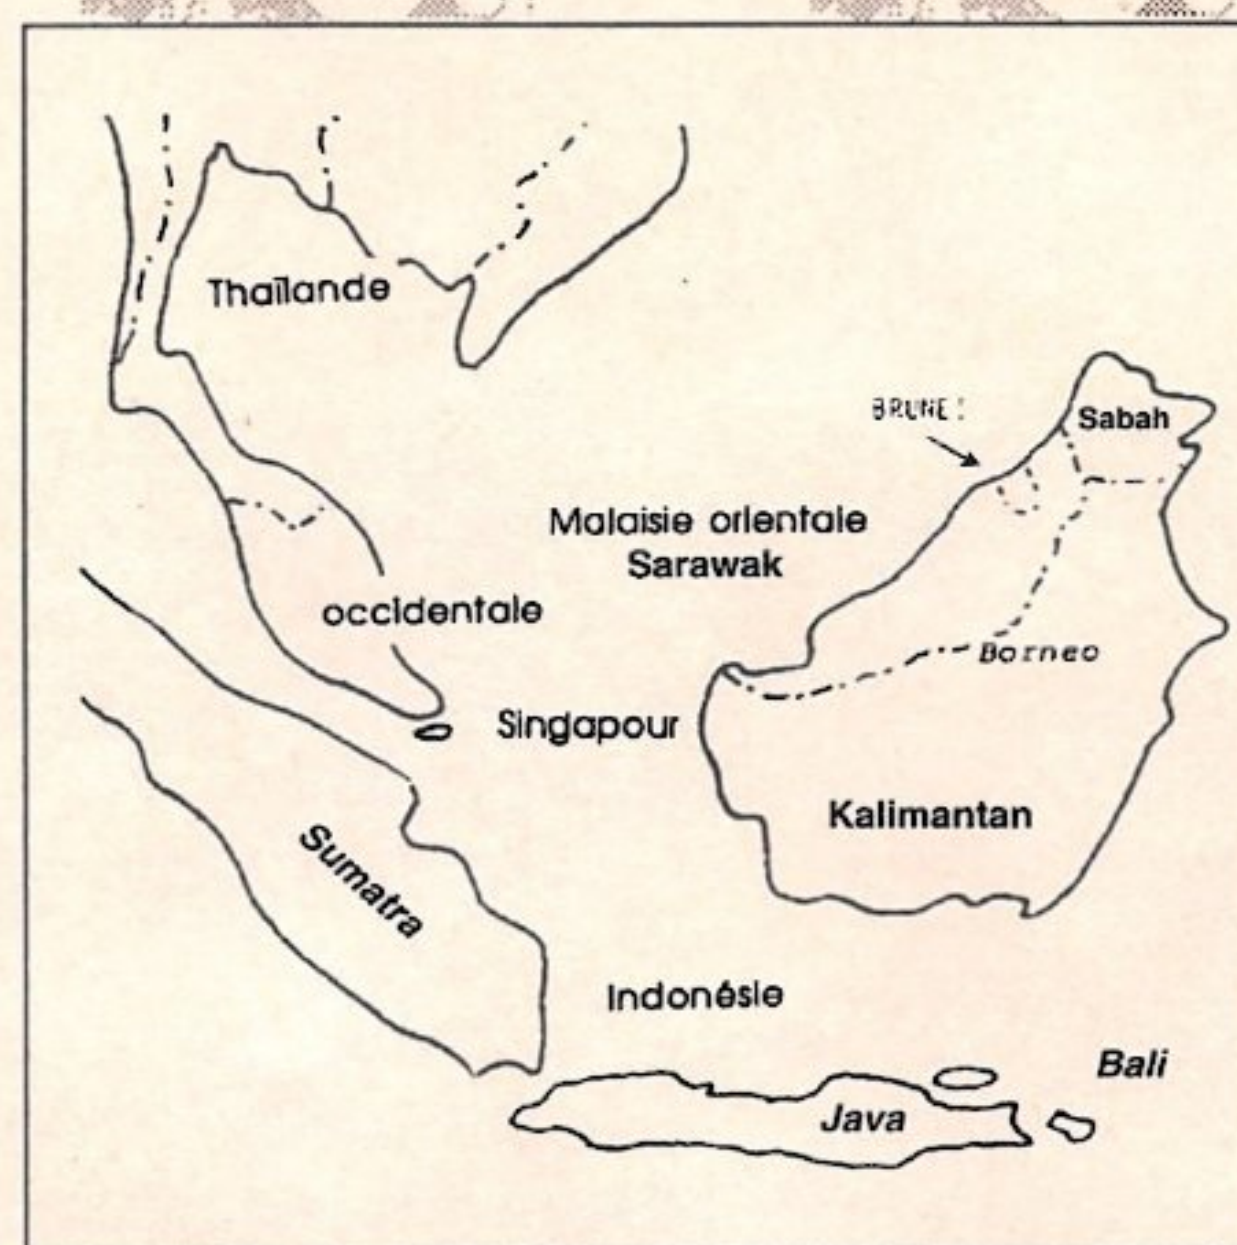 Thaïlande
BRUNEI
Sabah
Malaisie orientale
Sarawak
occidentale
Borneo
Singapour
Kalimantan
Sumatra
Indonésie
Bali
Java